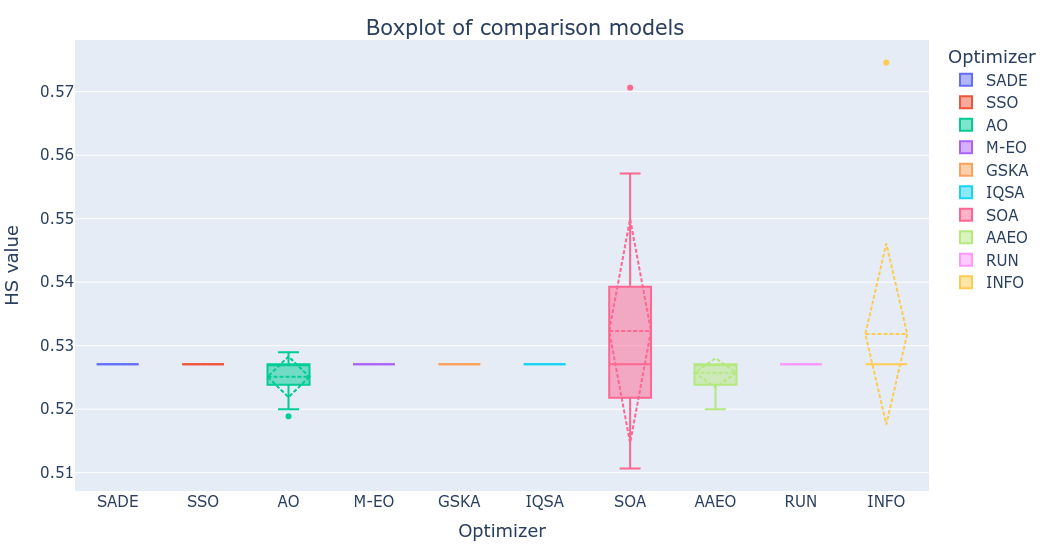 Boxplot of comparison models
HS value
0.57
0.56
0.55
0.54
0.53
0.52
0.51
SADE
SSO
AO
M-EO
GSKA
IQSA
SOA
AAEO
RUN
INFO
Optimizer
Optimizer
SADE
SSO
AO
M-EO
GSKA
IQSA
SOA
AAEO
RUN
INFO